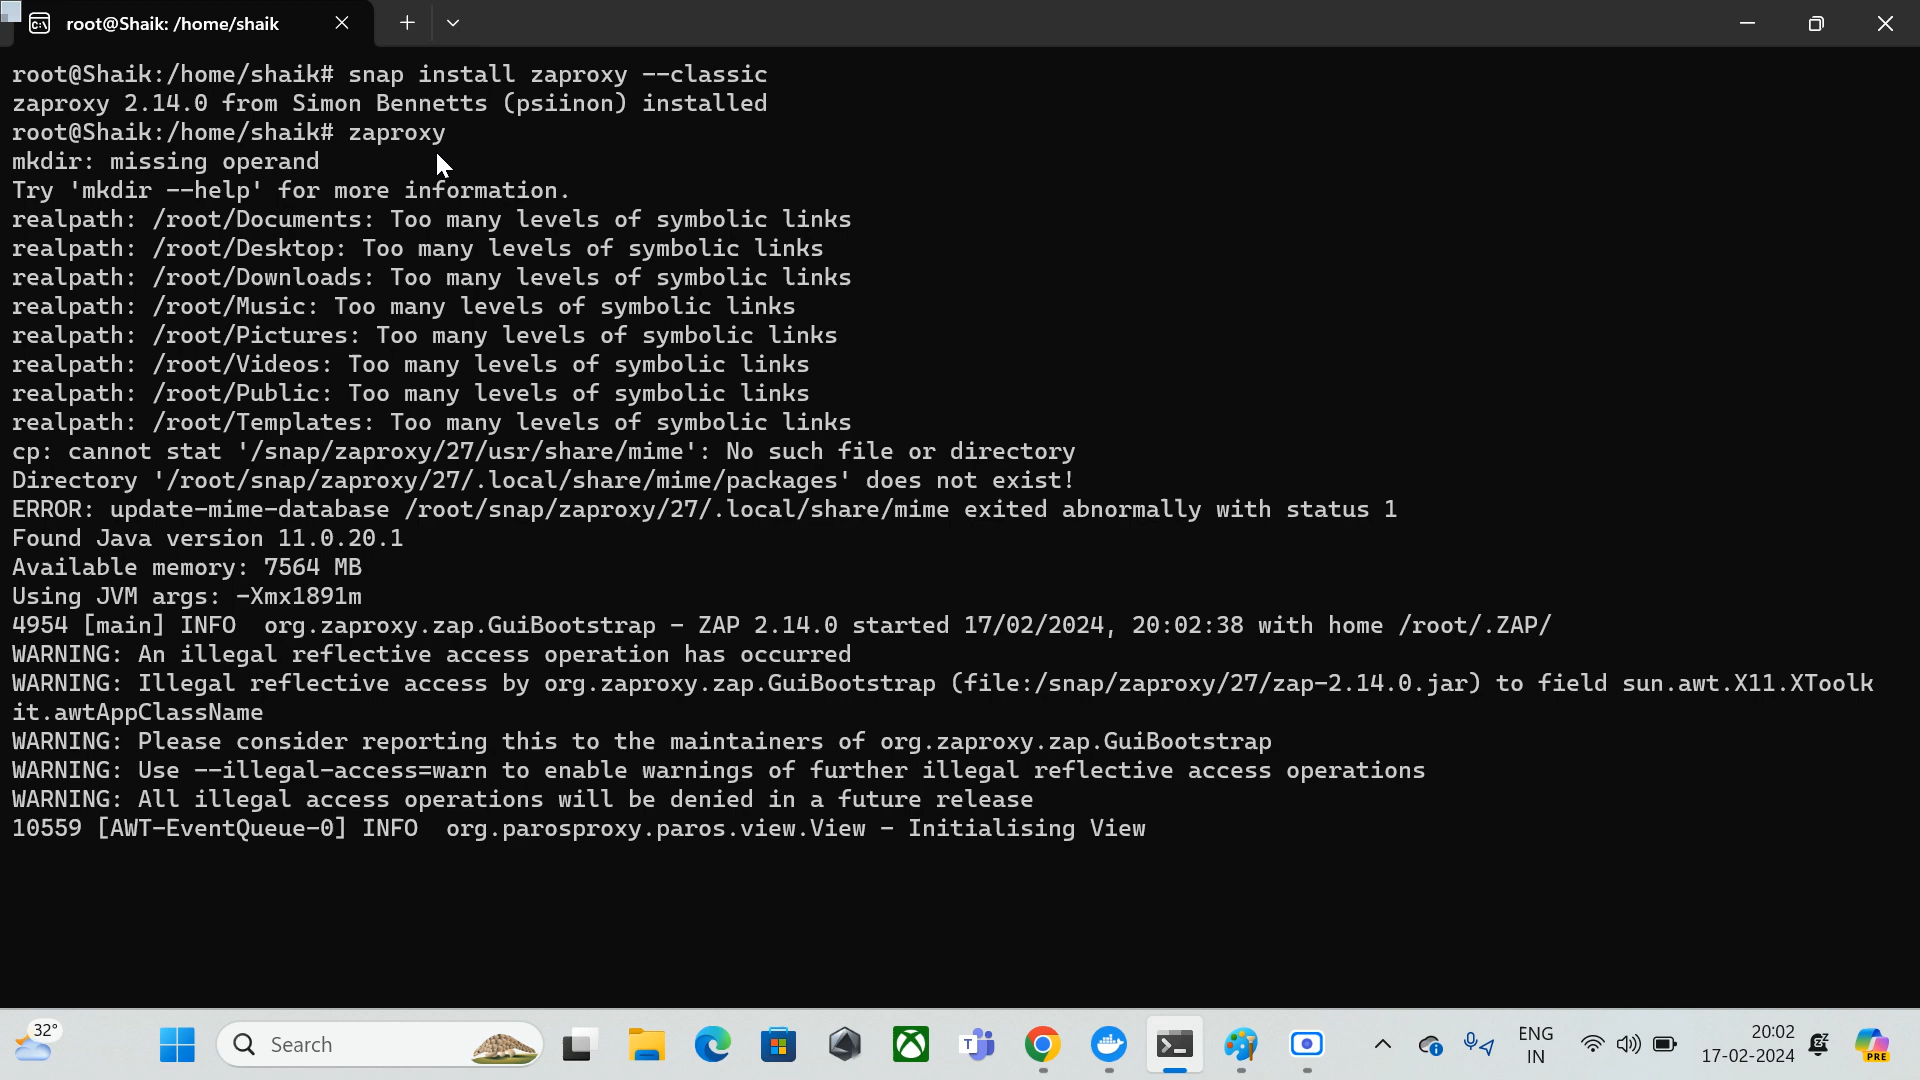 root@Shaik: /home/shaik
root@Shaik:/home/shaik# snap install zaproxy --classic
zaproxy 2.14.0 from Simon Bennetts (psiinon) installed
root@Shaik:/home/shaik# zaproxy
mkdir: missing operand
Try 'mkdir --help' for more information.
realpath: /root/Documents: Too many levels of symbolic links
realpath: /root/Desktop: Too many levels of symbolic links
realpath: /root/Downloads: Too many levels of symbolic links
realpath: /root/Music: Too many levels of symbolic links
realpath: /root/Pictures: Too many levels of symbolic links
realpath: /root/Videos: Too many levels of symbolic links
realpath: /root/Public: Too many levels of symbolic links
realpath: /root/Templates: Too many levels of symbolic links
cp: cannot stat '/snap/zaproxy/27/usr/share/mime': No such file or directory
Directory '/root/snap/zaproxy/27/.local/share/mime/packages' does not exist!
ERROR: update-mime-database /root/snap/zaproxy/27/.local/share/mime exited abnormally with status 1
Found Java version 11.0.20.1
Available memory: 7564 MB
Using JVM args: -Xmx1891m
4954 [main] INFO  org.zaproxy.zap.GuiBootstrap - ZAP 2.14.0 started 17/02/2024, 20:02:38 with home /root/.ZAP/
WARNING: An illegal reflective access operation has occurred
WARNING: Illegal reflective access by org.zaproxy.zap.GuiBootstrap (file:/snap/zaproxy/27/zap-2.14.0.jar) to field sun.awt.X11.XToolk
it.awtAppClassName
WARNING: Please consider reporting this to the maintainers of org.zaproxy.zap.GuiBootstrap
WARNING: Use --illegal-access=warn to enable warnings of further illegal reflective access operations
WARNING: All illegal access operations will be denied in a future release
10559 [AWT-EventQueue-0] INFO  org.parosproxy.paros.view.View - Initialising View
32°
Search
ENG
IN
20:02
17-02-2024
PRE